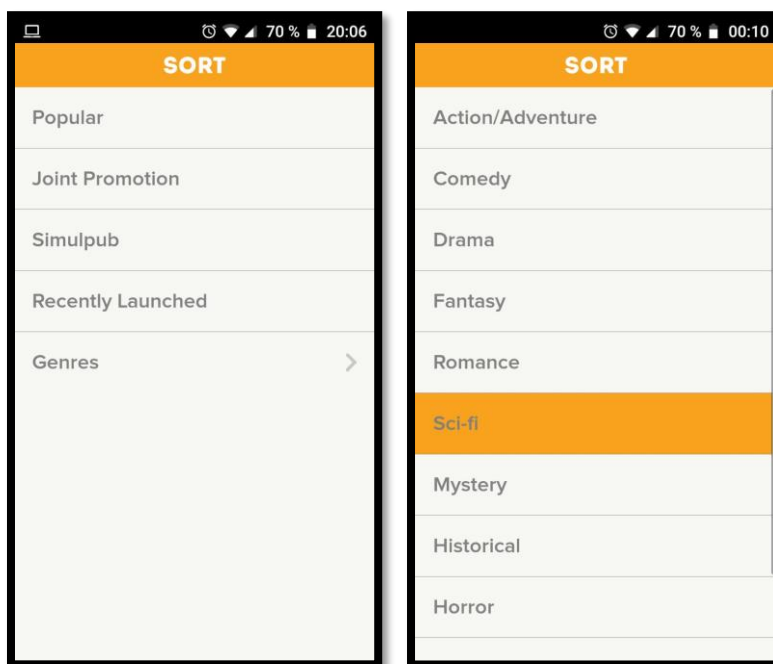 70 % 20:06
SORT
Popular
Joint Promotion
Simulpub
Recently Launched
Genres
70 % 00:10
SORT
Action/Adventure
Comedy
Drama
Fantasy
Romance
Sci-fi
Mystery
Historical
Horror